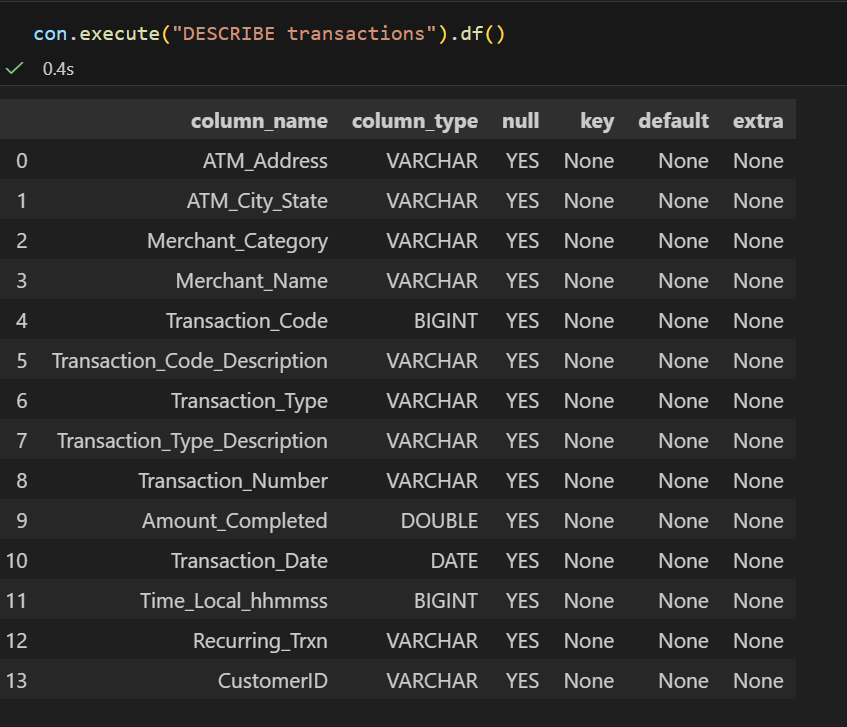 con.execute("DESCRIBE transactions").df()
0.4s
column_name column_type null key default extra
0 ATM_Address VARCHAR YES None None None
1 ATM_City_State VARCHAR YES None None None
2 Merchant_Category VARCHAR YES None None None
3 Merchant_Name VARCHAR YES None None None
4 Transaction_Code BIGINT YES None None None
5 Transaction_Code_Description VARCHAR YES None None None
6 Transaction_Type VARCHAR YES None None None
7 Transaction_Type_Description VARCHAR YES None None None
8 Transaction_Number VARCHAR YES None None None
9 Amount_Completed DOUBLE YES None None None
10 Transaction_Date DATE YES None None None
11 Time_Local_hhmmss BIGINT YES None None None
12 Recurring_Trxn VARCHAR YES None None None
13 CustomerID VARCHAR YES None None None